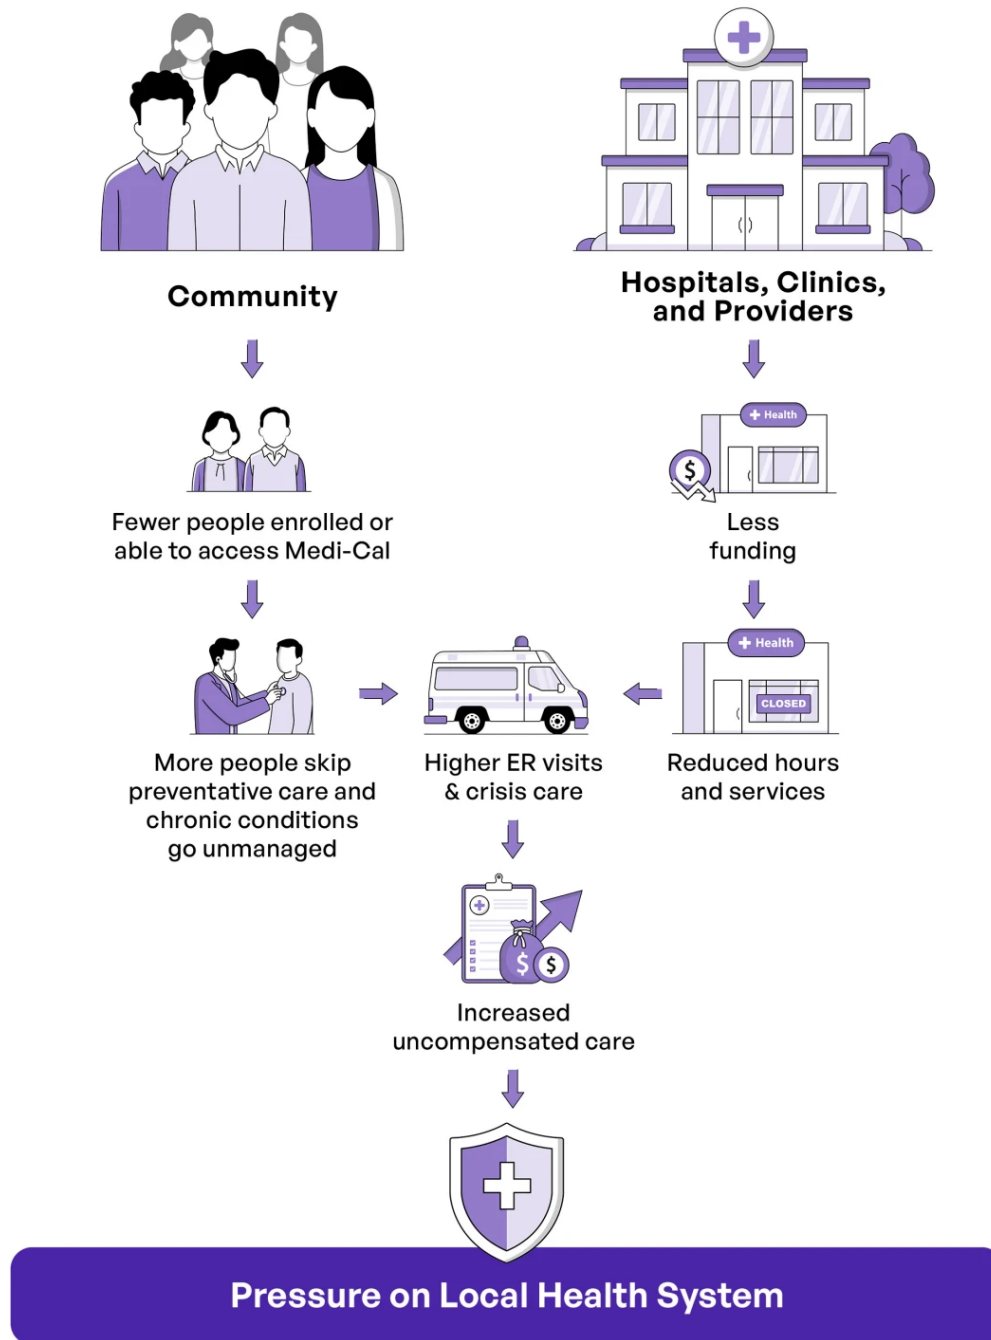 Community
Hospitals, Clinics,
and Providers
Fewer people enrolled or
able to access Medi-Cal
+ Health
$
Less
funding
More people skip
preventative care and
chronic conditions
go unmanaged
Higher ER visits
& crisis care
+ Health
CLOSED
Reduced hours
and services
$ $
Increased
uncompensated care
Pressure on Local Health System